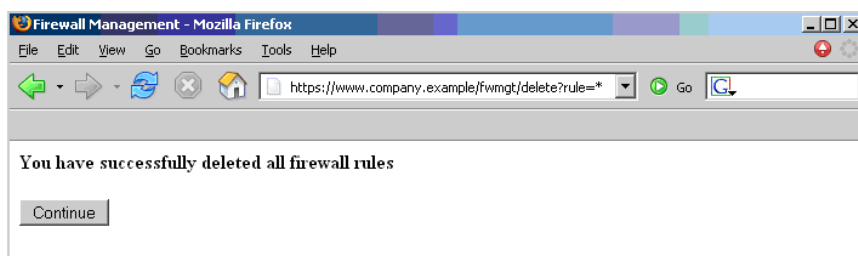 Firewall Management - Mozilla Firefox
File Edit View Go Bookmarks Tools Help
https://www.company.example/fwmgt/delete?rule=* Go G
You have successfully deleted all firewall rules
Continue